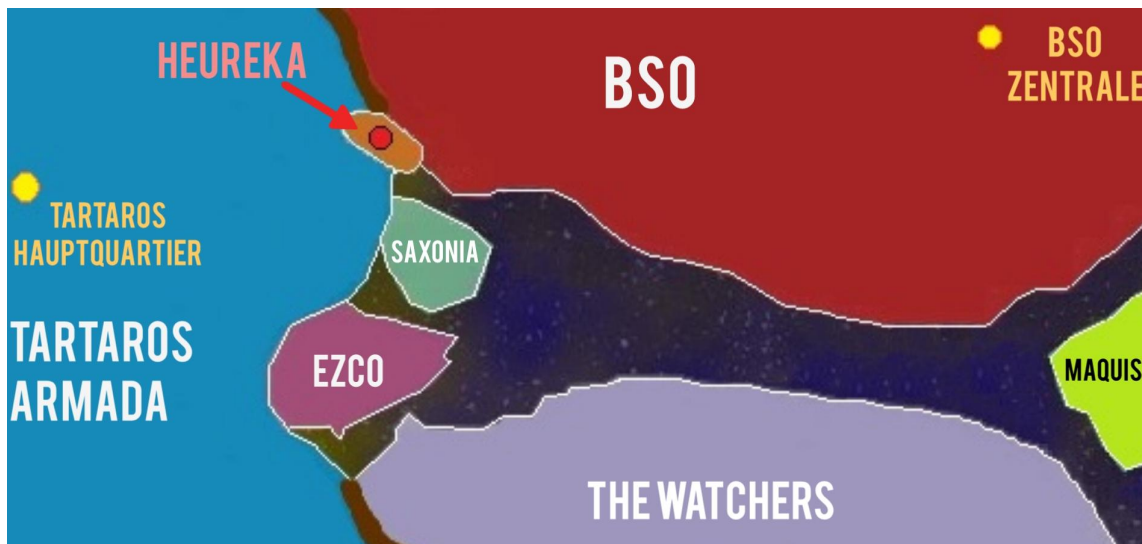 HEUREKA
BSO
BSO
ZENTRALE
TARTAROS
HAUPTQUARTIER
SAXONIA
TARTAROS
ARMADA
EZCO
MAQUIS
THE WATCHERS